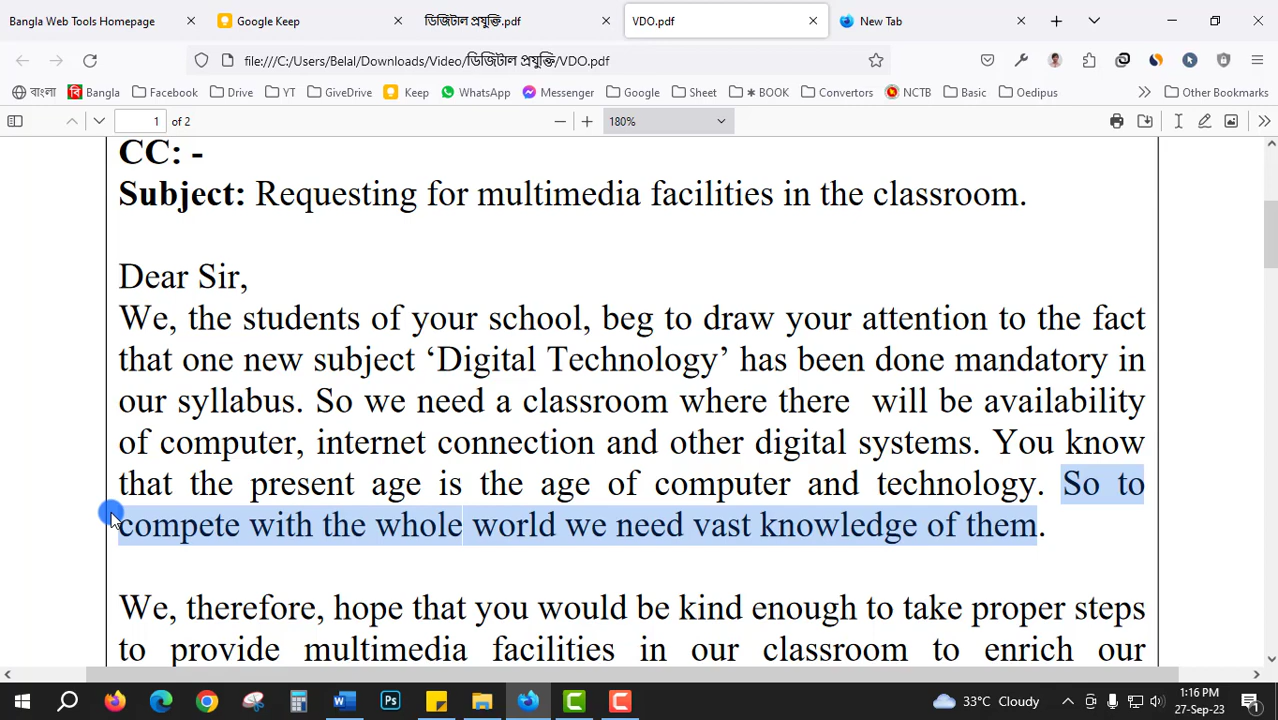 Bangla Web Tools Homepage
Google Keep
ডিজিটাল প্রযুক্তি.pdf
VDO.pdf
New Tab
file:///C:/Users/Belal/Downloads/Video/ডিজিটাল প্রযুক্তি/VDO.pdf
বাংলা
Bangla
Facebook
Drive
YT
GiveDrive
Keep
WhatsApp
Messenger
Google
Sheet
* BOOK
Convertors
NCTB
Basic
Oedipus
Other Bookmarks
1 of 2
180%
CC: -
Subject: Requesting for multimedia facilities in the classroom.
Dear Sir,
We, the students of your school, beg to draw your attention to the fact
that one new subject ‘Digital Technology’ has been done mandatory in
our syllabus. So we need a classroom where there will be availability
of computer, internet connection and other digital systems. You know
that the present age is the age of computer and technology. So to
compete with the whole world we need vast knowledge of them.
We, therefore, hope that you would be kind enough to take proper steps
to provide multimedia facilities in our classroom to enrich our
33°C Cloudy
1:16 PM
27-Sep-23